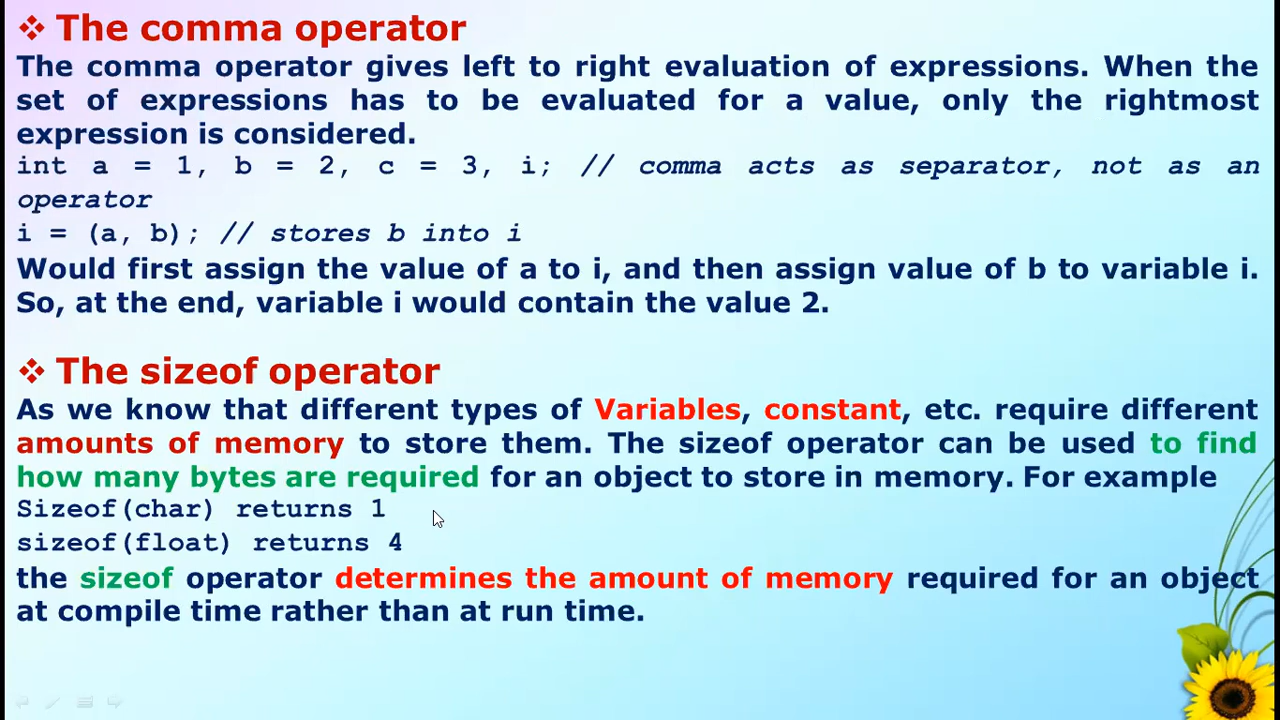 ❖ The comma operator
The comma operator gives left to right evaluation of expressions. When the
set of expressions has to be evaluated for a value, only the rightmost
expression is considered.
int a = 1, b = 2, c = 3, i; // comma acts as separator, not as an
operator
i = (a, b); // stores b into i
Would first assign the value of a to i, and then assign value of b to variable i.
So, at the end, variable i would contain the value 2.
❖ The sizeof operator
As we know that different types of Variables, constant, etc. require different
amounts of memory to store them. The sizeof operator can be used to find
how many bytes are required for an object to store in memory. For example
Sizeof(char) returns 1
sizeof(float) returns 4
the sizeof operator determines the amount of memory required for an object
at compile time rather than at run time.